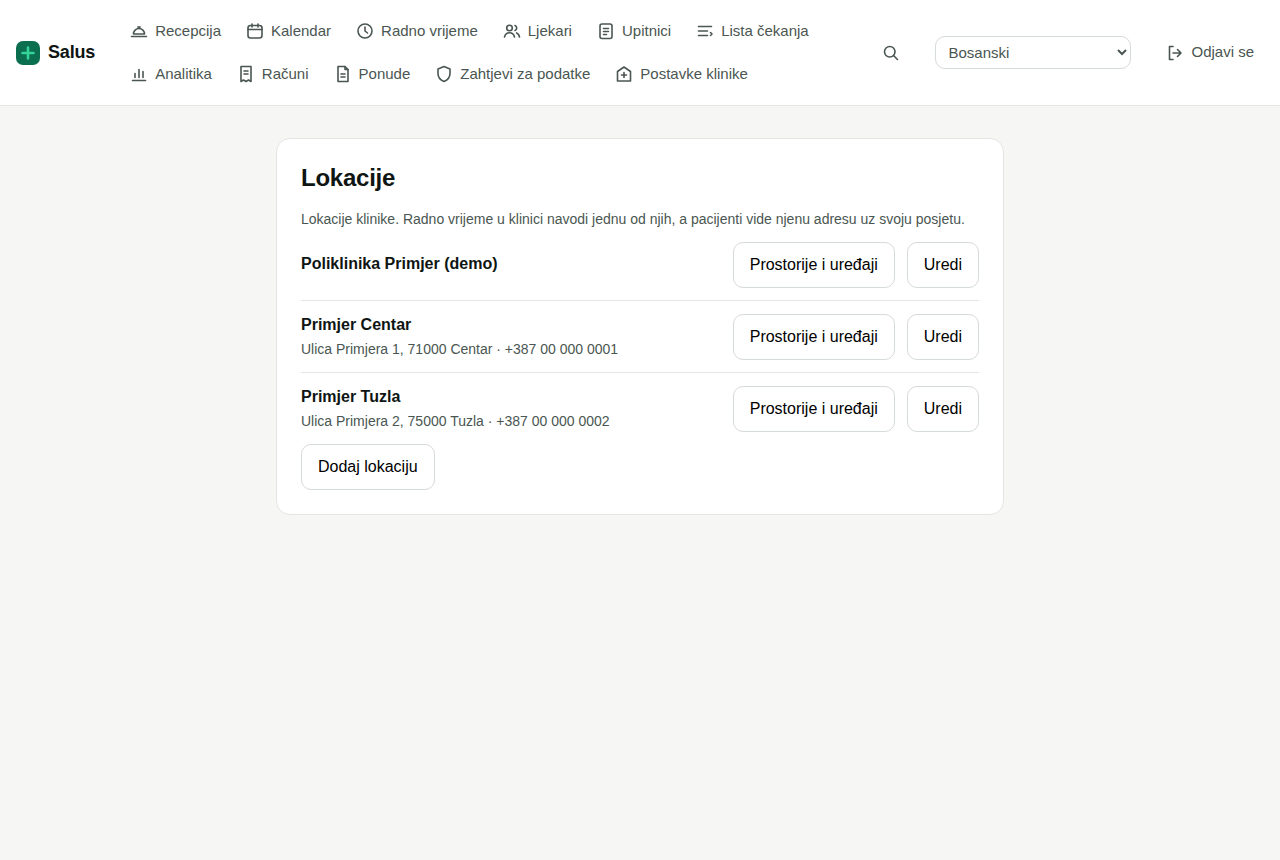 Salus
Recepcija
Kalendar
Radno vrijeme
Ljekari
Upitnici
Lista čekanja
Analitika
Računi
Ponude
Zahtjevi za podatke
Postavke klinike
Bosanski
Odjavi se
Lokacije
Lokacije klinike. Radno vrijeme u klinici navodi jednu od njih, a pacijenti vide njenu adresu uz svoju posjetu.
Poliklinika Primjer (demo)
Prostorije i uređaji
Uredi
Primjer Centar
Ulica Primjera 1, 71000 Centar · +387 00 000 0001
Prostorije i uređaji
Uredi
Primjer Tuzla
Ulica Primjera 2, 75000 Tuzla · +387 00 000 0002
Prostorije i uređaji
Uredi
Dodaj lokaciju